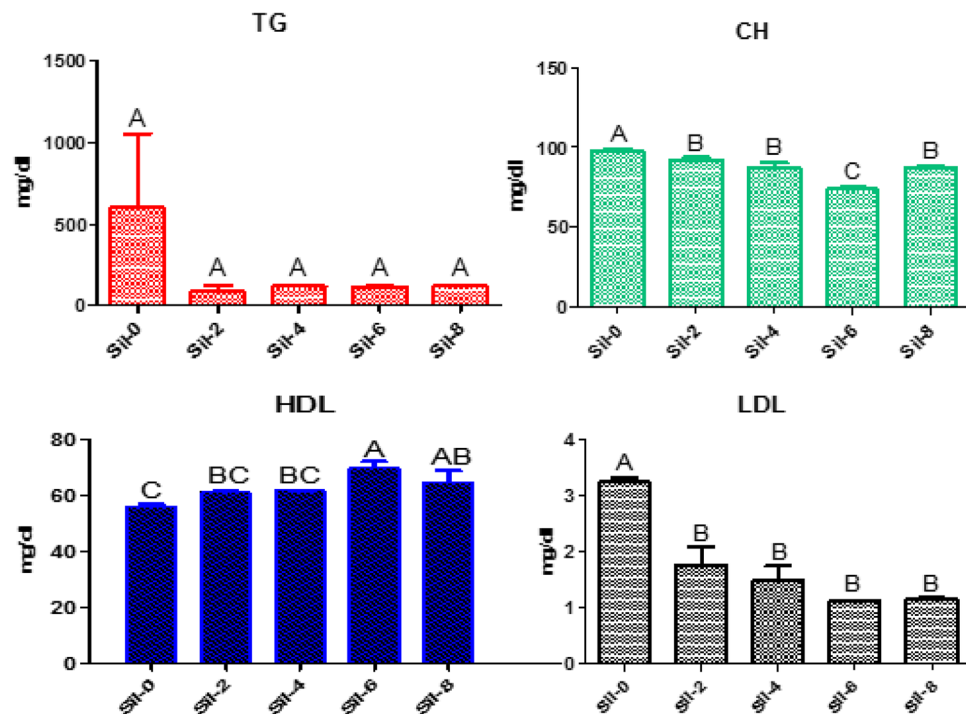 TG
1500
1000
500
0
mg/dl
A
A
A
A
A
Sil-0
Sil-2
Sil-4
Sil-6
Sil-8
CH
150
100
50
0
mg/dl
A
B
B
C
B
Sil-0
Sil-2
Sil-4
Sil-6
Sil-8
HDL
80
60
40
20
0
mg/dl
C
BC
BC
A
AB
Sil-0
Sil-2
Sil-4
Sil-6
Sil-8
LDL
4
3
2
1
0
mg/dl
A
B
B
B
B
Sil-0
Sil-2
Sil-4
Sil-6
Sil-8